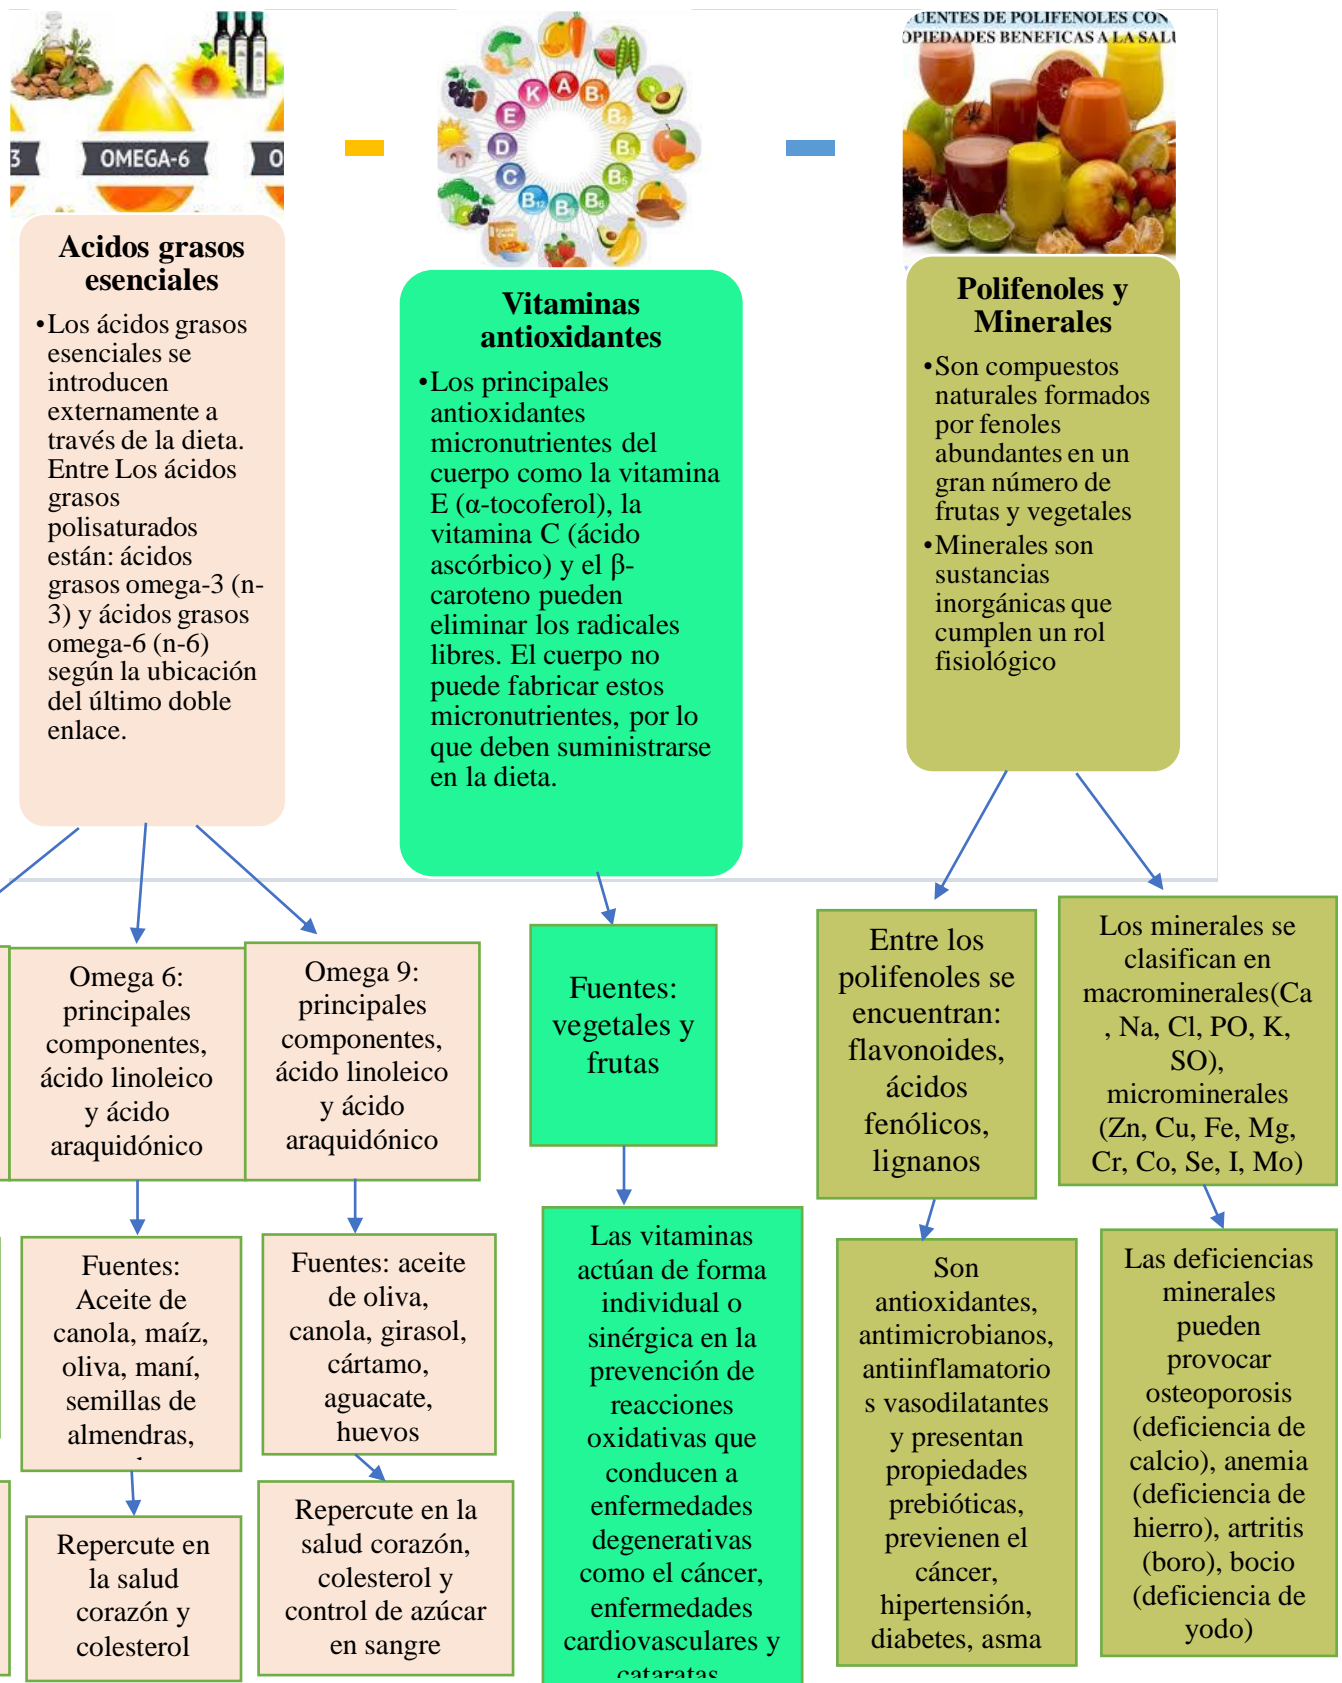 3
OMEGA-6
O
K
A
B1
B2
B3
B5
B6
B9
B12
C
D
E
UENTES DE POLIFENOLES CON
OPIEDADES BENEFICAS A LA SALU
Acidos grasos
esenciales
•Los ácidos grasos
esenciales se
introducen
externamente a
través de la dieta.
Entre Los ácidos
grasos
polisaturados
están: ácidos
grasos omega-3 (n-
3) y ácidos grasos
omega-6 (n-6)
según la ubicación
del último doble
enlace.
Vitaminas
antioxidantes
•Los principales
antioxidantes
micronutrientes del
cuerpo como la vitamina
E (α-tocoferol), la
vitamina C (ácido
ascórbico) y el β-
caroteno pueden
eliminar los radicales
libres. El cuerpo no
puede fabricar estos
micronutrientes, por lo
que deben suministrarse
en la dieta.
Polifenoles y
Minerales
•Son compuestos
naturales formados
por fenoles
abundantes en un
gran número de
frutas y vegetales
•Minerales son
sustancias
inorgánicas que
cumplen un rol
fisiológico
Omega 6:
principales
componentes,
ácido linoleico
y ácido
araquidónico
Omega 9:
principales
componentes,
ácido linoleico
y ácido
araquidónico
Fuentes:
vegetales y
frutas
Entre los
polifenoles se
encuentran:
flavonoides,
ácidos
fenólicos,
lignanos
Los minerales se
clasifican en
macrominerales(Ca
, Na, Cl, PO, K,
SO),
microminerales
(Zn, Cu, Fe, Mg,
Cr, Co, Se, I, Mo)
Fuentes:
Aceite de
canola, maíz,
oliva, maní,
semillas de
almendras,
Fuentes: aceite
de oliva,
canola, girasol,
cártamo,
aguacate,
huevos
Las vitaminas
actúan de forma
individual o
sinérgica en la
prevención de
reacciones
oxidativas que
conducen a
enfermedades
degenerativas
como el cáncer,
enfermedades
cardiovasculares y
cataratas
Son
antioxidantes,
antimicrobianos,
antiinflamatorio
s vasodilatantes
y presentan
propiedades
prebióticas,
previenen el
cáncer,
hipertensión,
diabetes, asma
Las deficiencias
minerales
pueden
provocar
osteoporosis
(deficiencia de
calcio), anemia
(deficiencia de
hierro), artritis
(boro), bocio
(deficiencia de
yodo)
Repercute en
la salud
corazón y
colesterol
Repercute en la
salud corazón,
colesterol y
control de azúcar
en sangre